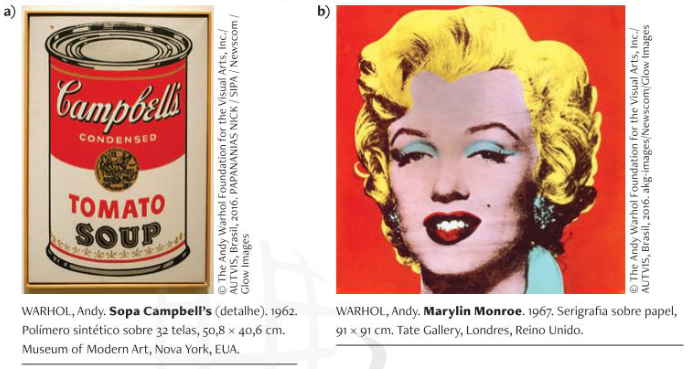 a)
Campbell's
CONDENSED
TOMATO
SOUP
© The Andy Warhol Foundation for the Visual Arts, Inc./
AUTVIS, Brasil, 2016. PAPANANIAS NICK / SIPA / Newscom /
Glow Images
WARHOL, Andy. Sopa Campbell's (detalhe). 1962.
Polímero sintético sobre 32 telas, 50,8 × 40,6 cm.
Museum of Modern Art, Nova York, EUA.
b)
© The Andy Warhol Foundation for the Visual Arts, Inc./
AUTVIS, Brasil, 2016. akg-images/Newscom/Glow Images
WARHOL, Andy. Marylin Monroe. 1967. Serigrafia sobre papel,
91 × 91 cm. Tate Gallery, Londres, Reino Unido.